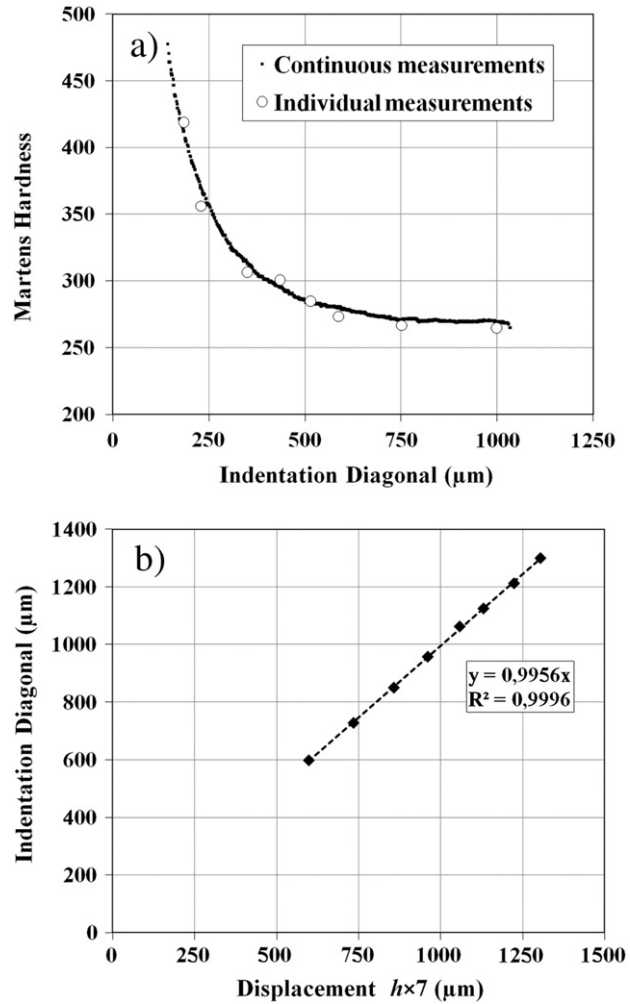 500
a)
Continuous measurements
Individual measurements
450
400
350
300
250
200
Martens Hardness
0 250 500 750 1000 1250
Indentation Diagonal (µm)
1400
b)
1200
1000
800
y = 0,9956x
R² = 0,9996
600
400
200
0
Indentation Diagonal (µm)
0 250 500 750 1000 1250 1500
Displacement h×7 (µm)